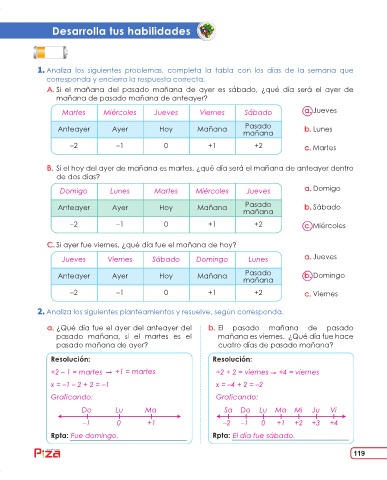 Desarrolla tus habilidades
1. Analiza los siguientes problemas, completa la tabla con los días de la semana que
corresponda y encierra la respuesta correcta.
A. Si el mañana del pasado mañana de ayer es sábado, ¿qué día será el ayer de
mañana de pasado mañana de anteayer?
Martes Miércoles Jueves Viernes Sábado
Anteayer Ayer Hoy Mañana Pasado mañana
–2 –1 0 +1 +2
a. Jueves
b. Lunes
c. Martes
B. Si el hoy del ayer de mañana es martes, ¿qué día será el mañana de anteayer dentro
de dos días?
Domigo Lunes Martes Miércoles Jueves
Anteayer Ayer Hoy Mañana Pasado mañana
–2 –1 0 +1 +2
a. Domigo
b. Sábado
c. Miércoles
C. Si ayer fue viernes, ¿qué día fue el mañana de hoy?
Jueves Viernes Sábado Domingo Lunes
Anteayer Ayer Hoy Mañana Pasado mañana
–2 –1 0 +1 +2
a. Jueves
b. Domingo
c. Viernes
2. Analiza los siguientes planteamientos y resuelve, según corresponda.
a. ¿Qué día fue el ayer del anteayer del
pasado mañana, si el martes es el
pasado mañana de ayer?
Resolución:
+2 – 1 = martes → +1 = martes
x = –1 – 2 + 2 = –1
Graficando:
Do Lu Ma
–1 0 +1
Rpta: Fue domingo.
b. El pasado mañana de pasado
mañana es viernes. ¿Qué día fue hace
cuatro días de pasado mañana?
Resolución:
+2 + 2 = viernes → +4 = viernes
x = –4 + 2 = –2
Graficando:
Sa Do Lu Ma Mi Ju Vi
–2 –1 0 +1 +2 +3 +4
Rpta: El día fue sábado.
119